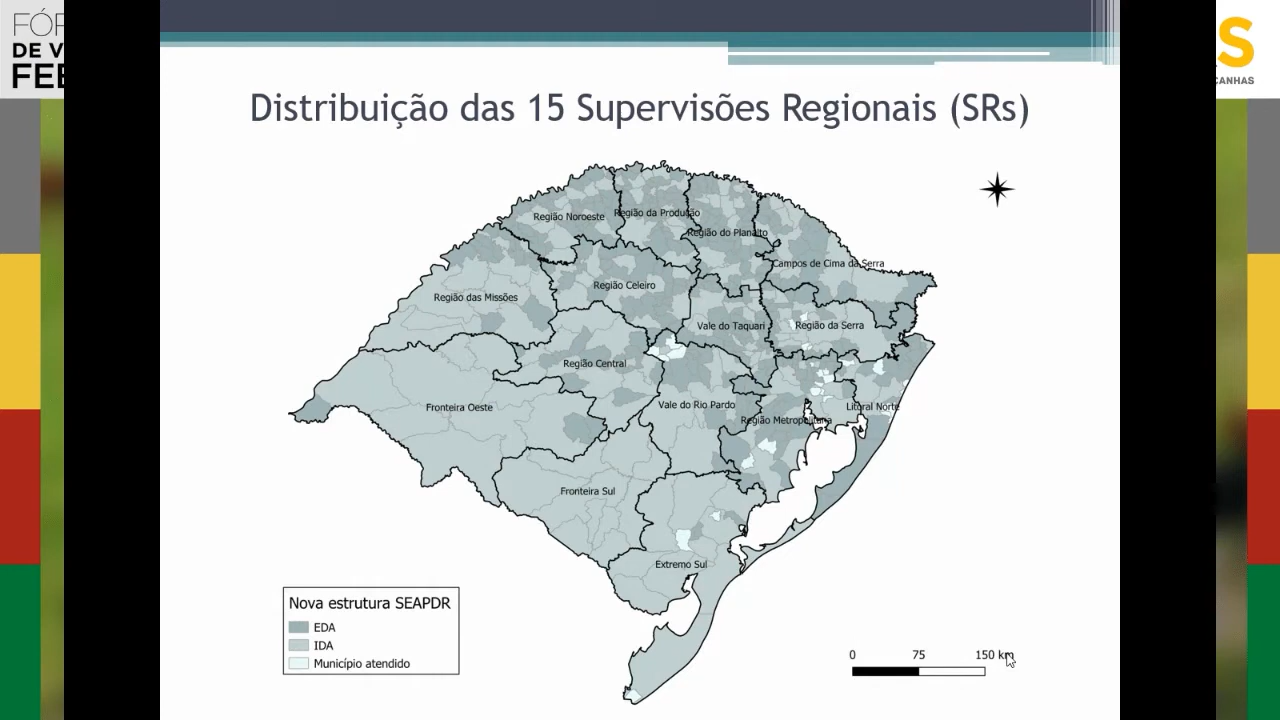 FÓR
DE V
FEE
S
CANHAS
Distribuição das 15 Supervisões Regionais (SRs)
Região Noroeste
Região da Produção
Região do Planalto
Campos de Cima da Serra
Região Celeiro
Região das Missões
Vale do Taquari
Região da Serra
Região Central
Vale do Rio Pardo
Fronteira Oeste
Litoral Norte
Região Metropolitana
Fronteira Sul
Extremo Sul
Nova estrutura SEAPDR
EDA
IDA
Município atendido
0 75 150 km